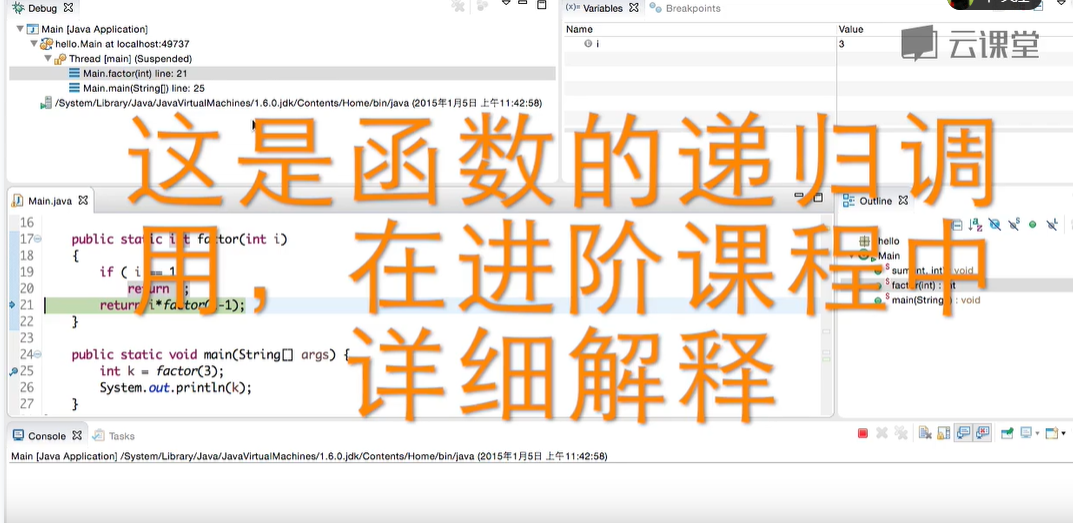 Debug
(x)= Variables
Breakpoints
Main [Java Application]
hello.Main at localhost:49737
Thread [main] (Suspended)
Main.factor(int) line: 21
Main.main(String[]) line: 25
/System/Library/Java/JavaVirtualMachines/1.6.0.jdk/Contents/Home/bin/java (2015年1月5日 上午11:42:58)
Name Value
i 3
云课堂
这是函数的递归调
用，在进阶课程中
详细解释
Main.java
16
17 public static int factor(int i)
18 {
19 if ( i == 1
20 return ;
21 return i*factor( -1);
22 }
23
24 public static void main(String[] args) {
25 int k = factor(3);
26 System.out.println(k);
27 }
Outline
hello
Main
sum(int, int) : void
factor(int) : int
main(String[]) : void
Console
Tasks
Main [Java Application] /System/Library/Java/JavaVirtualMachines/1.6.0.jdk/Contents/Home/bin/java (2015年1月5日 上午11:42:58)